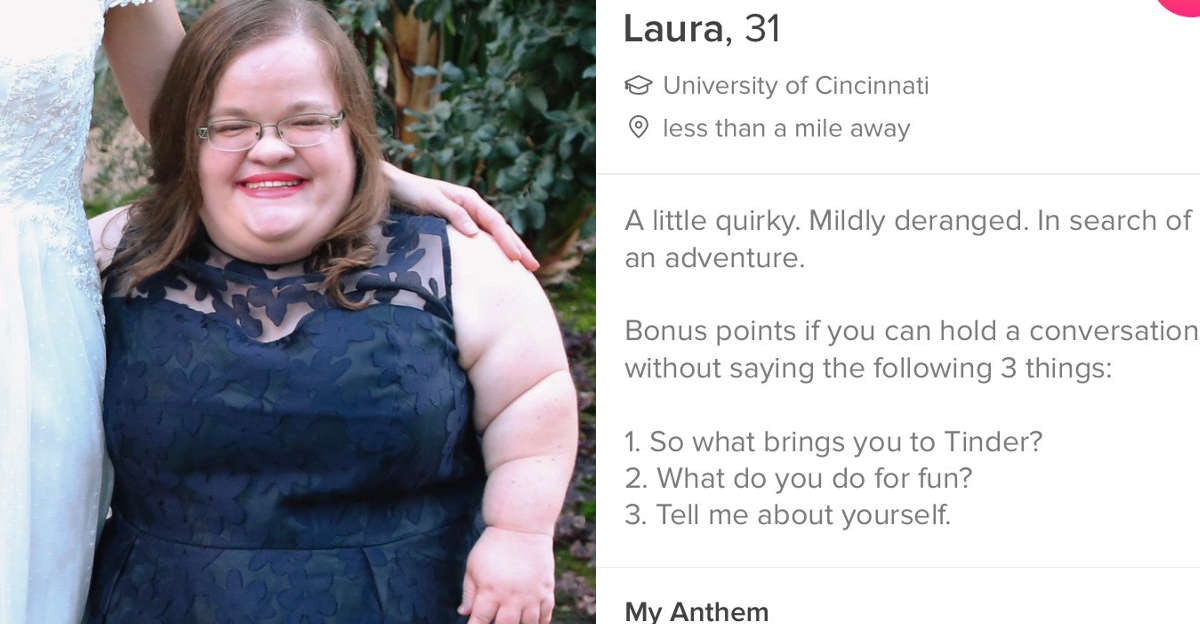 Laura, 31
University of Cincinnati
less than a mile away
A little quirky. Mildly deranged. In search of
an adventure.
Bonus points if you can hold a conversation
without saying the following 3 things:
1. So what brings you to Tinder?
2. What do you do for fun?
3. Tell me about yourself.
My Anthem